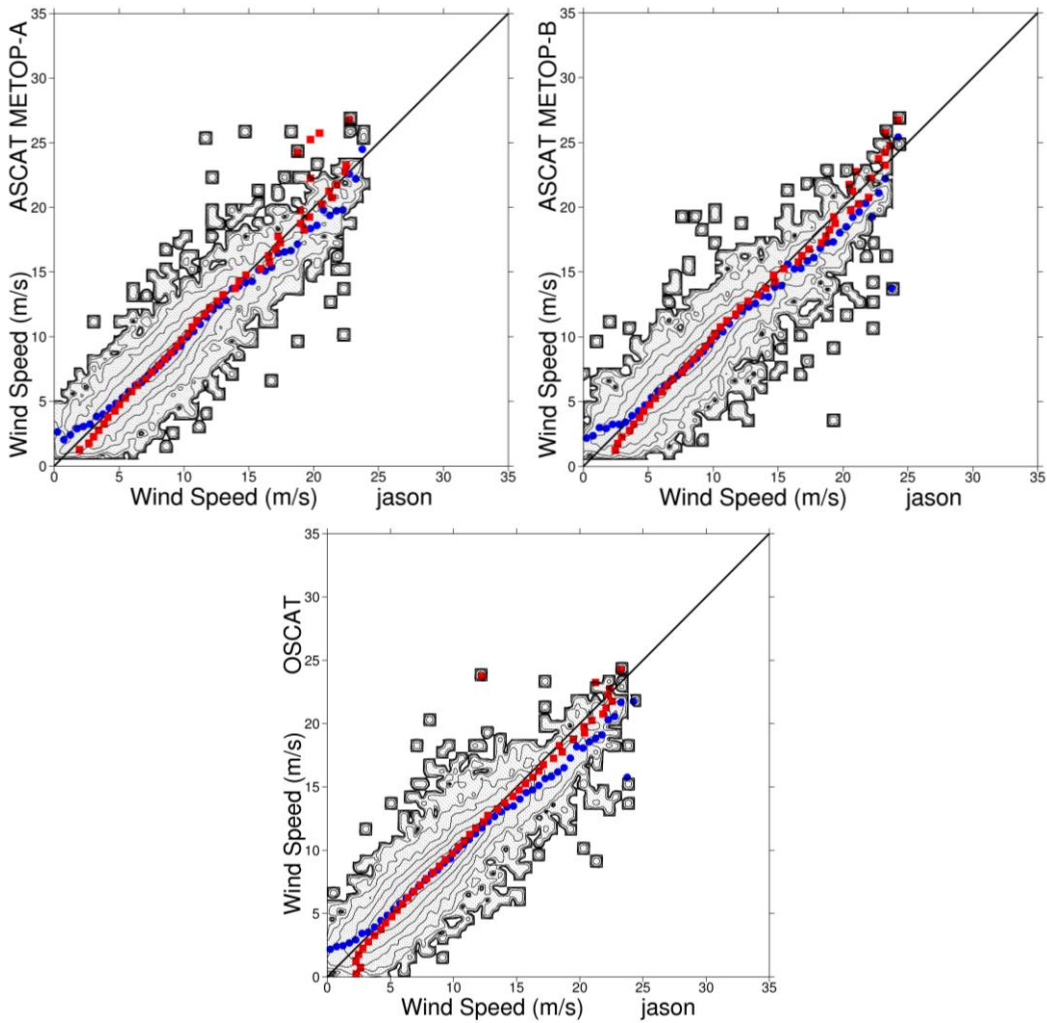 ASCAT METOP-A
Wind Speed (m/s)
35
30
25
20
15
10
5
0
0 5 10 15 20 25 30 35
Wind Speed (m/s) jason
ASCAT METOP-B
Wind Speed (m/s)
35
30
25
20
15
10
5
0
0 5 10 15 20 25 30 35
Wind Speed (m/s) jason
OSCAT
Wind Speed (m/s)
35
30
25
20
15
10
5
0
0 5 10 15 20 25 30 35
Wind Speed (m/s) jason